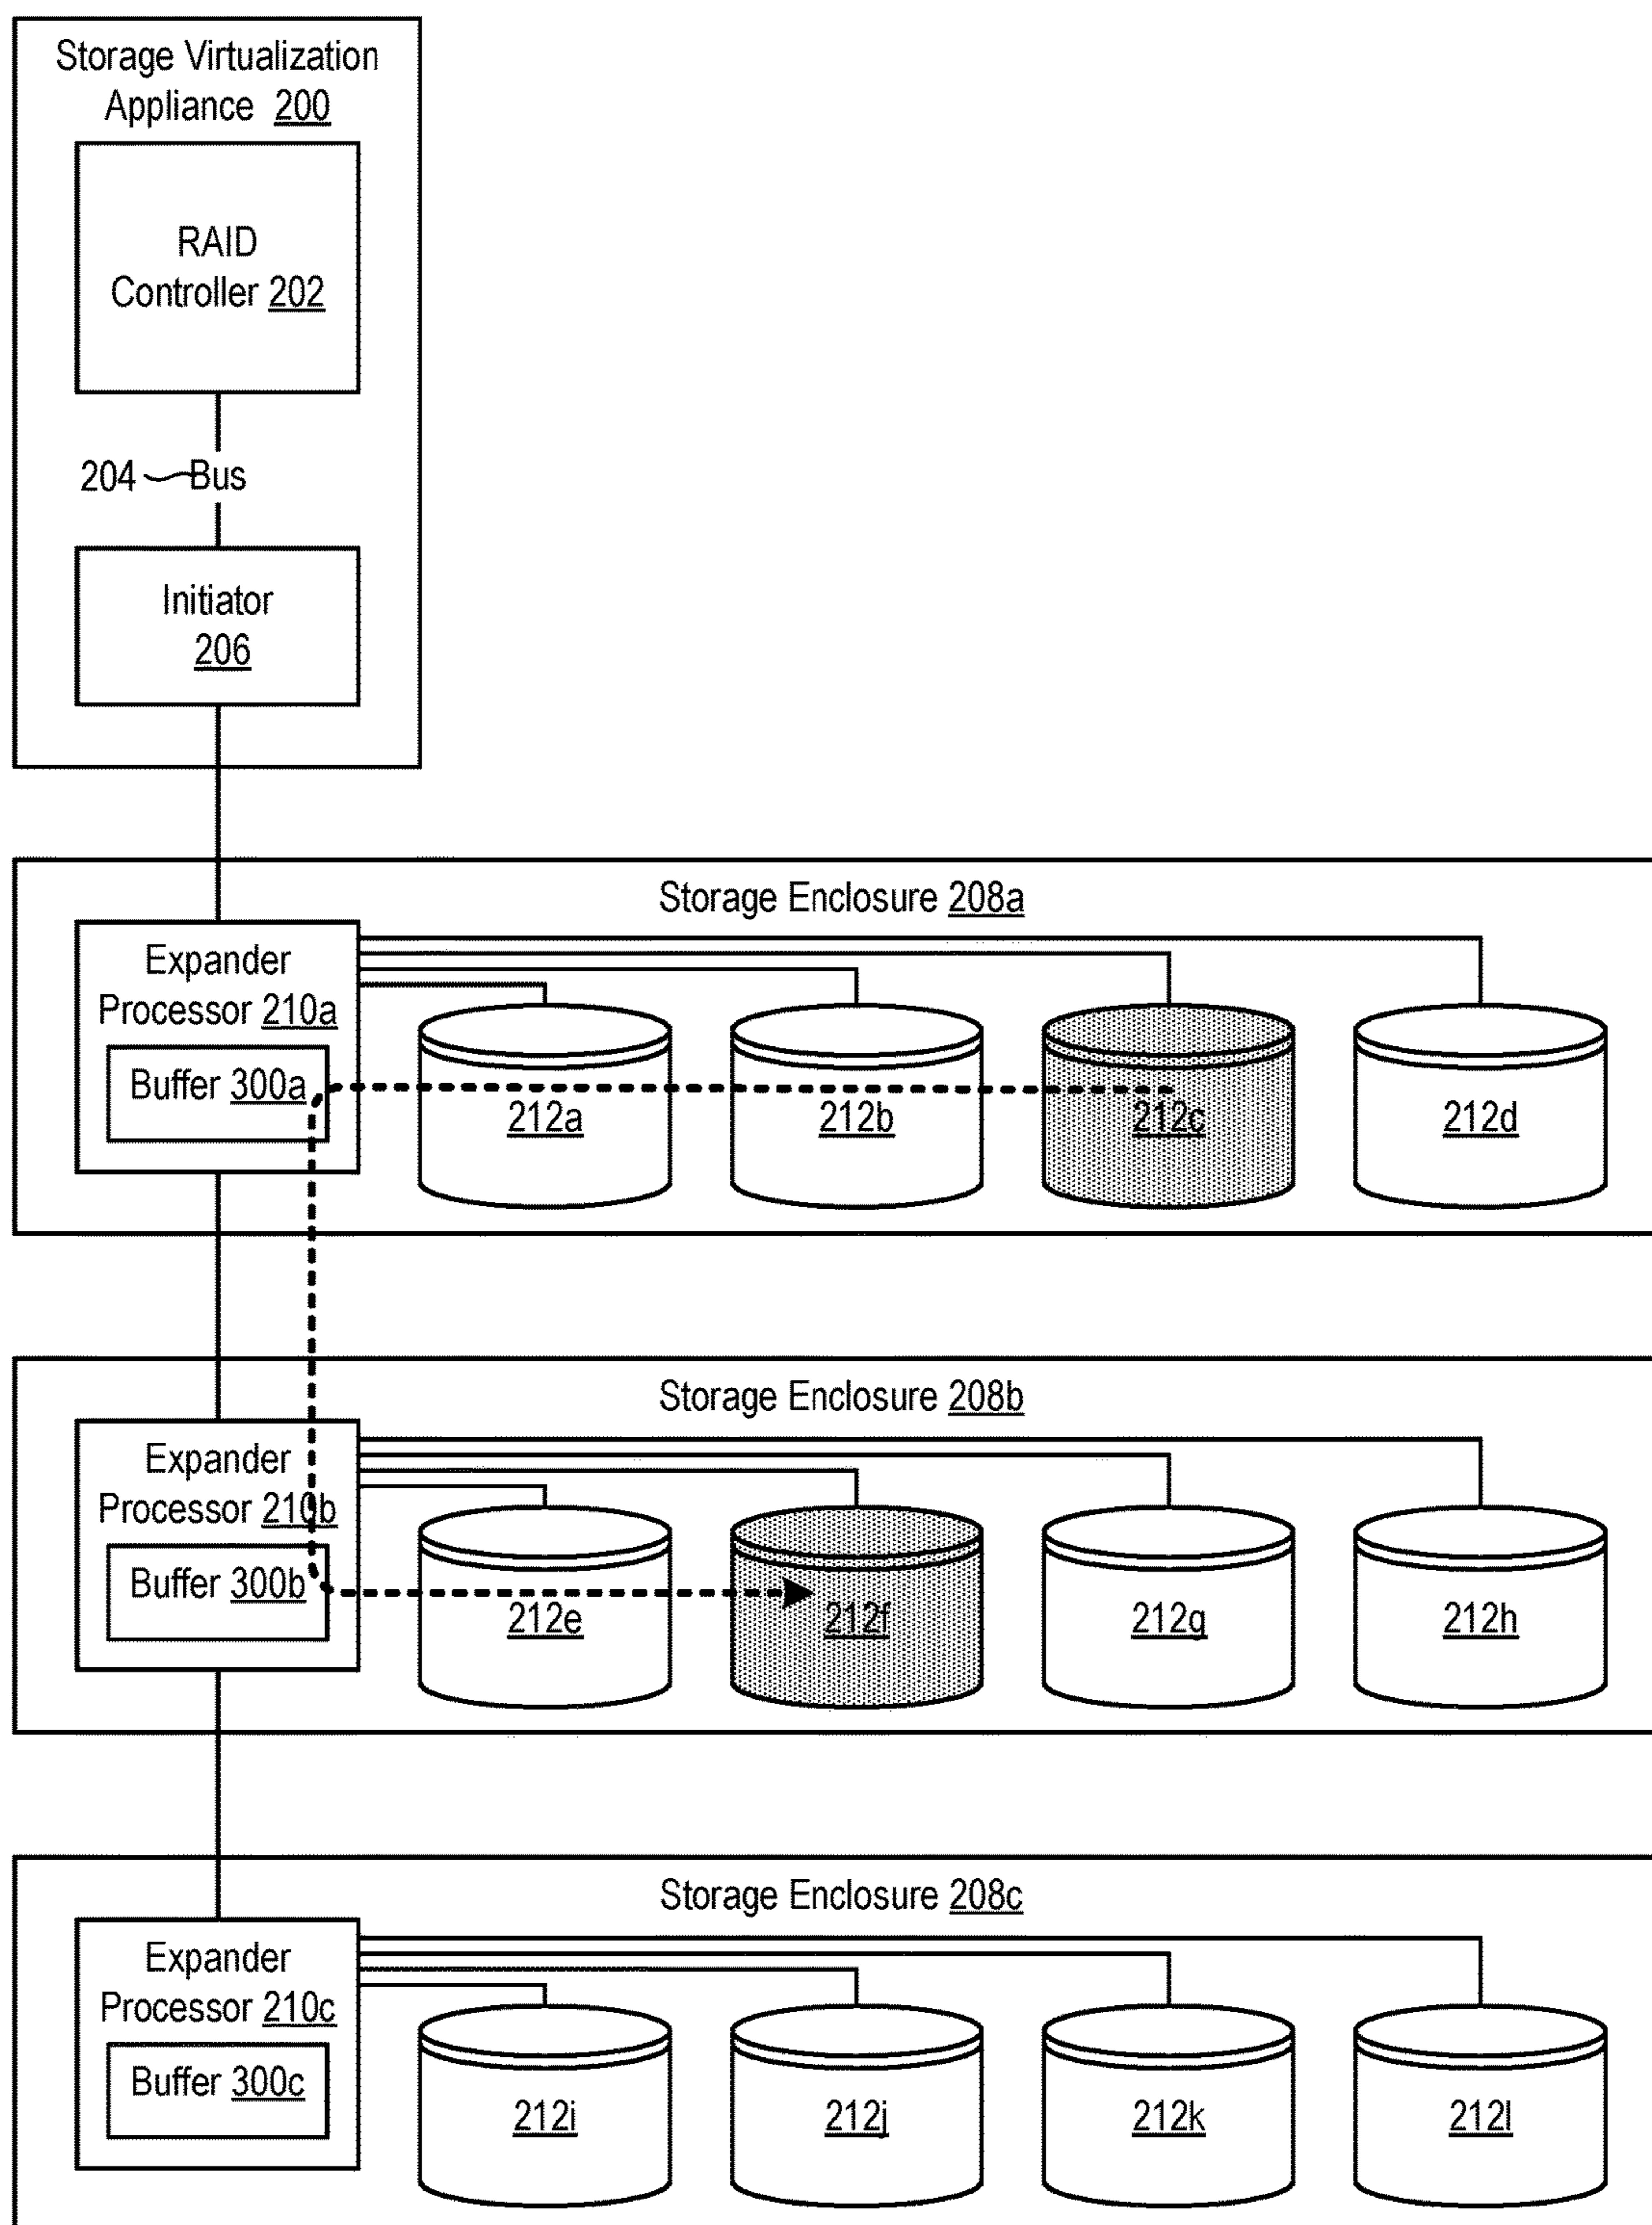 Storage Virtualization
Appliance 200
RAID
Controller 202
204 Bus
Initiator
206
Storage Enclosure 208a
Expander
Processor 210a
Buffer 300a
212a
212b
212c
212d
Storage Enclosure 208b
Expander
Processor 210b
Buffer 300b
212e
212f
212g
212h
Storage Enclosure 208c
Expander
Processor 210c
Buffer 300c
212i
212j
212k
212l